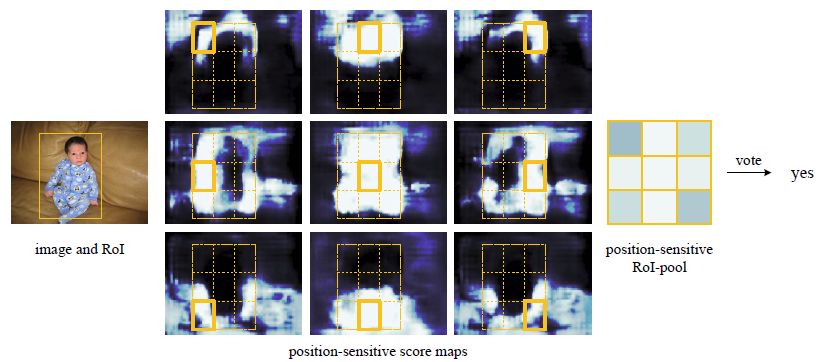 image and RoI
position-sensitive score maps
position-sensitive
RoI-pool
vote
yes